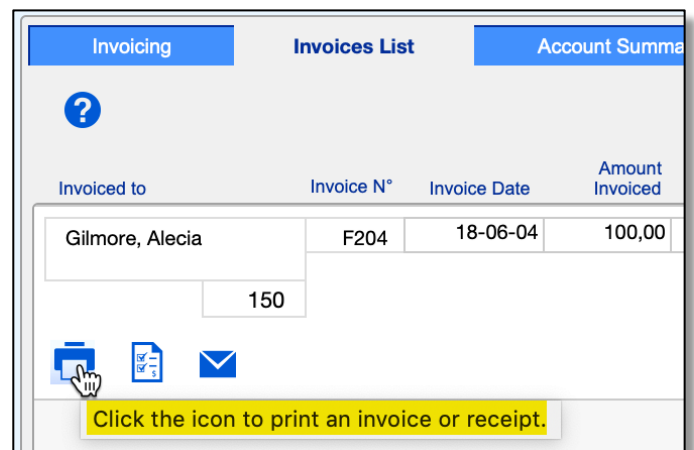 Invoicing
Invoices List
Account Summa
?
Invoiced to
Invoice N°
Invoice Date
Amount
Invoiced
Gilmore, Alecia
F204
18-06-04
100,00
150
Click the icon to print an invoice or receipt.